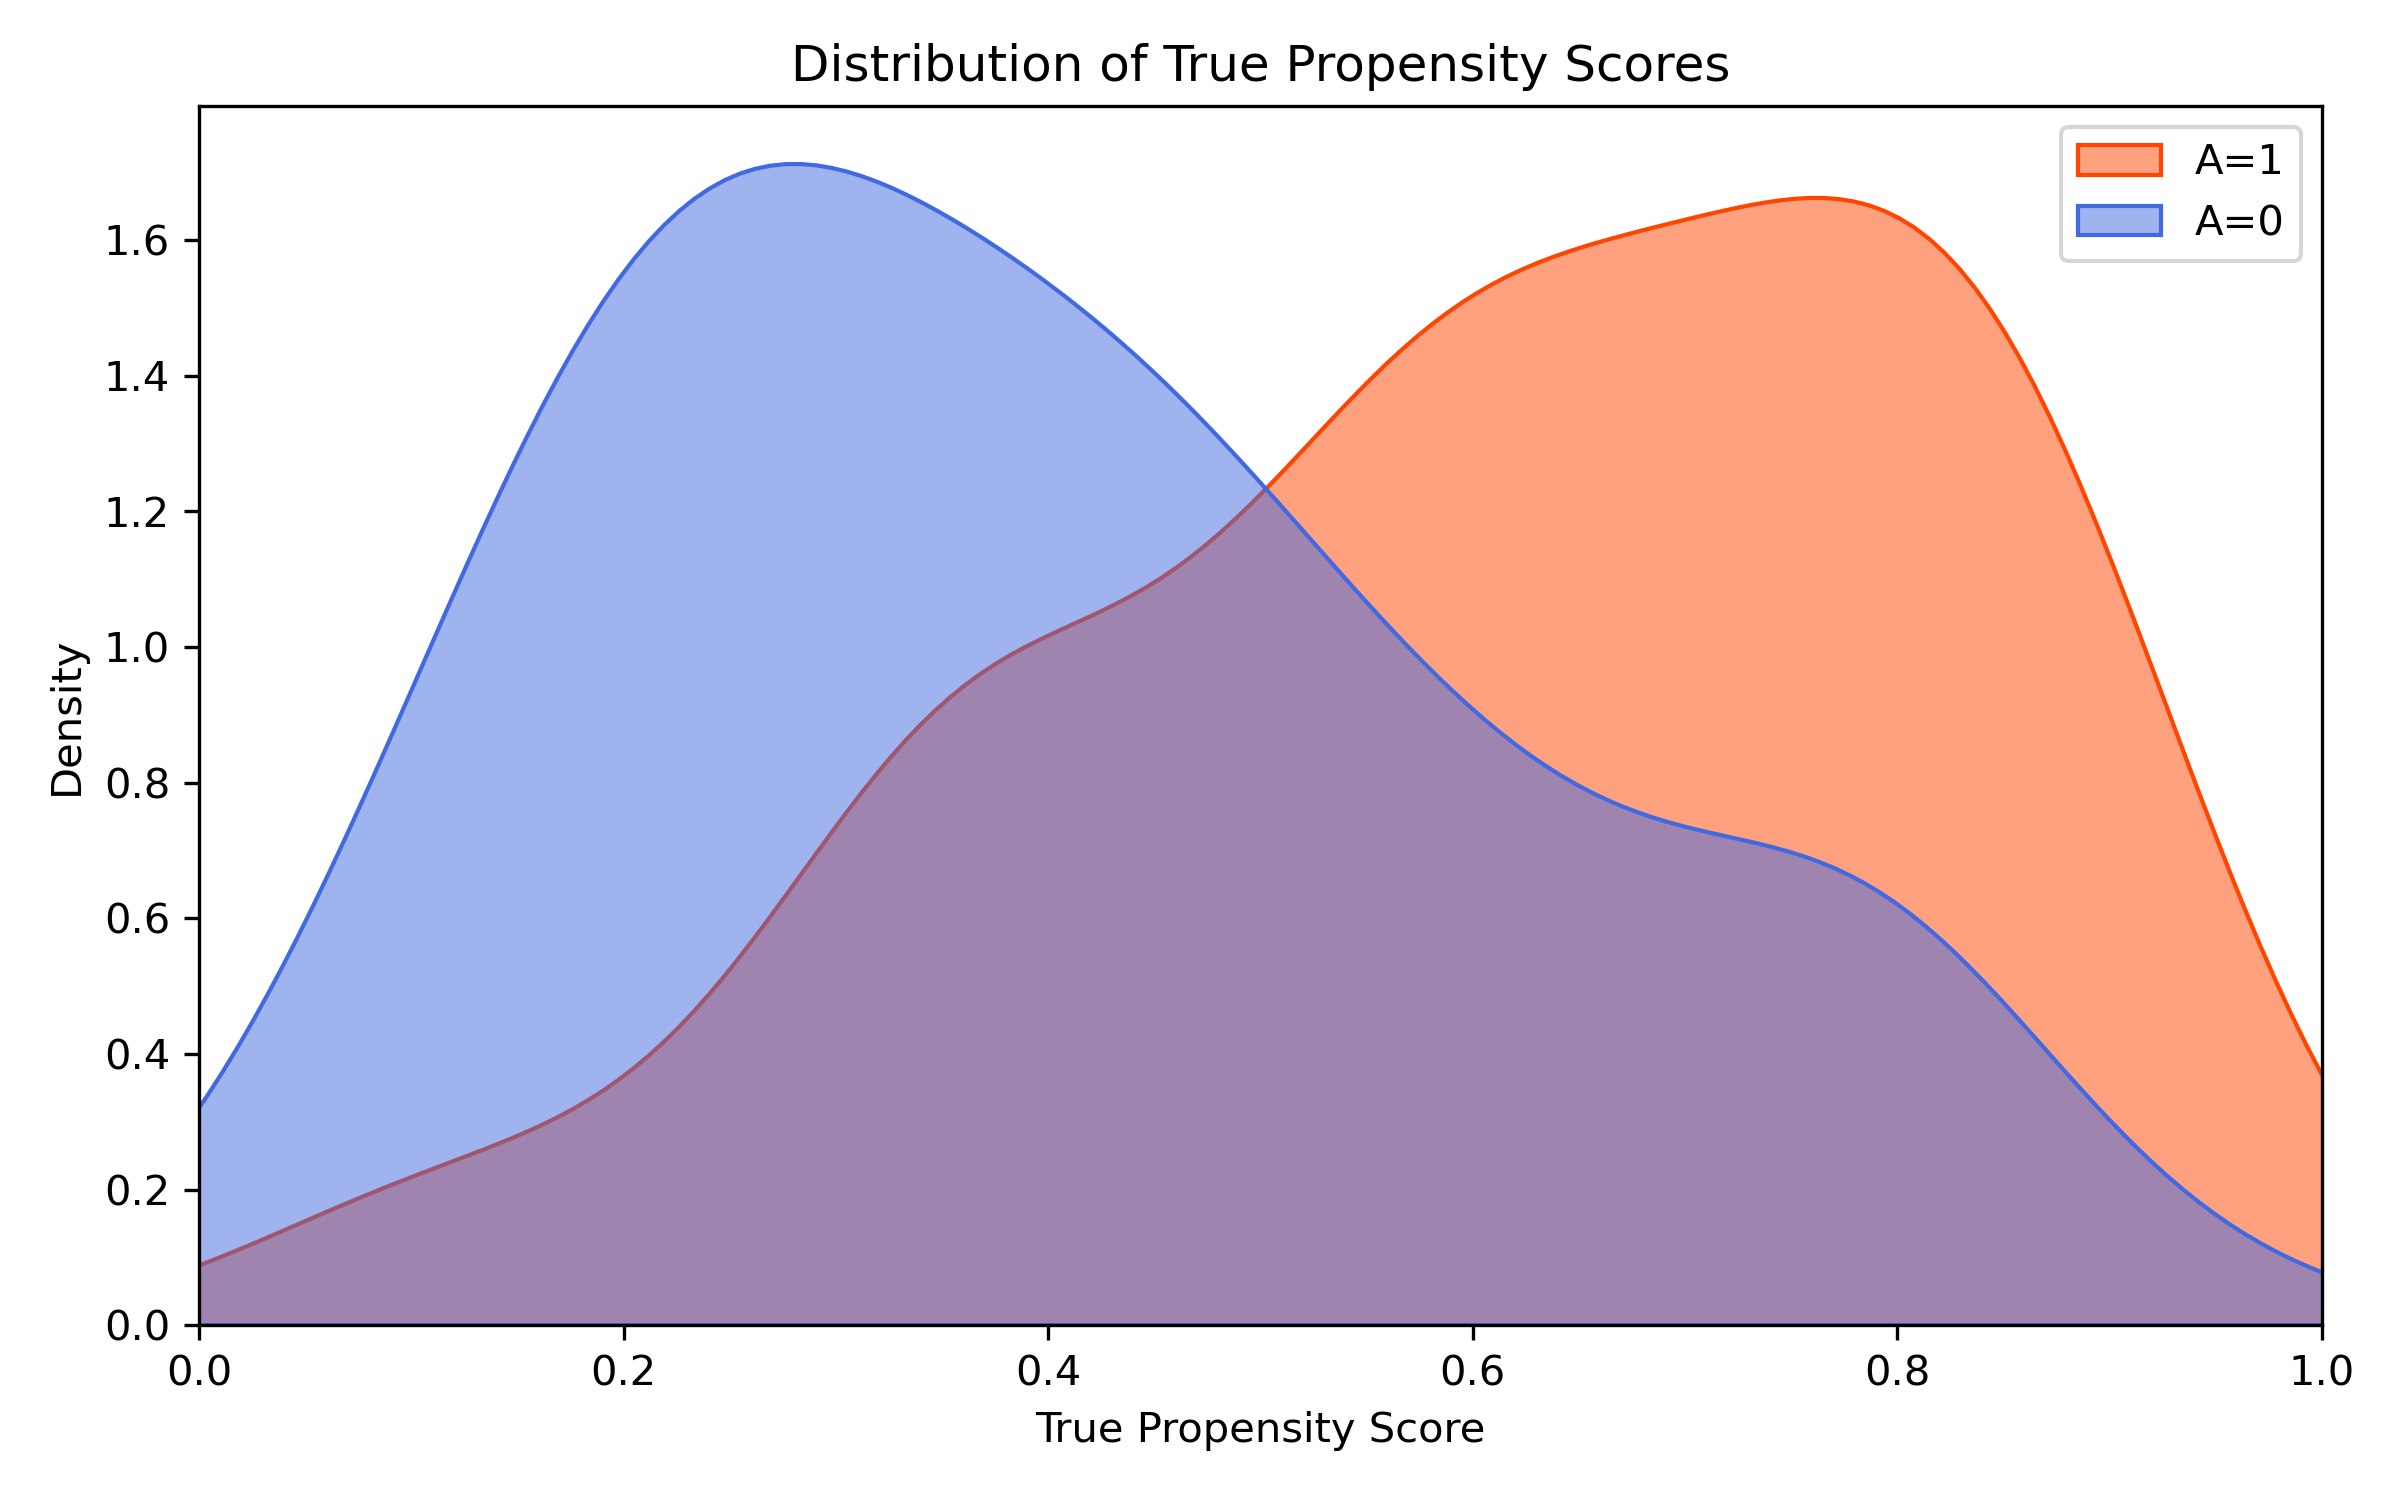 Distribution of True Propensity Scores
A=1
A=0
1.6
1.4
1.2
1.0
0.8
0.6
0.4
0.2
0.0
Density
0.0 0.2 0.4 0.6 0.8 1.0
True Propensity Score